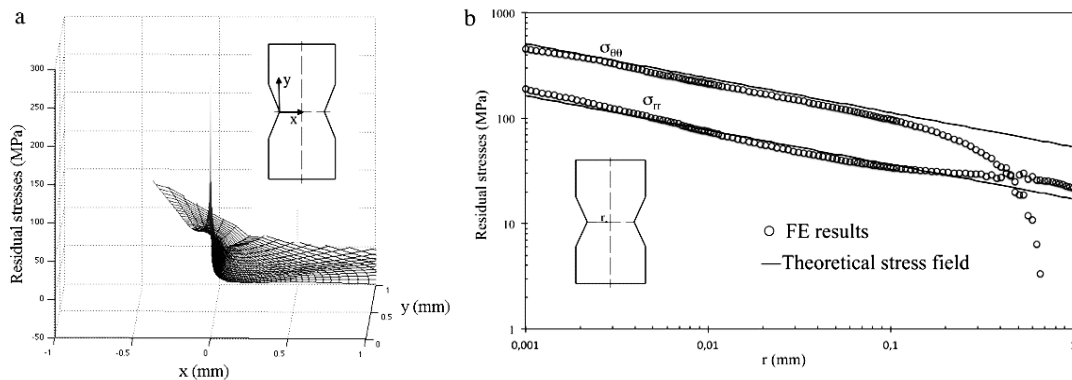 a
300
250
200
150
100
50
0
-50
Residual stresses (MPa)
y
x
-1
-0.5
0
0.5
1
x (mm)
1
0
y (mm)
b
1000
100
10
1
Residual stresses (MPa)
σθθ
σrr
r
FE results
Theoretical stress field
0,001
0,01
0,1
1
r (mm)